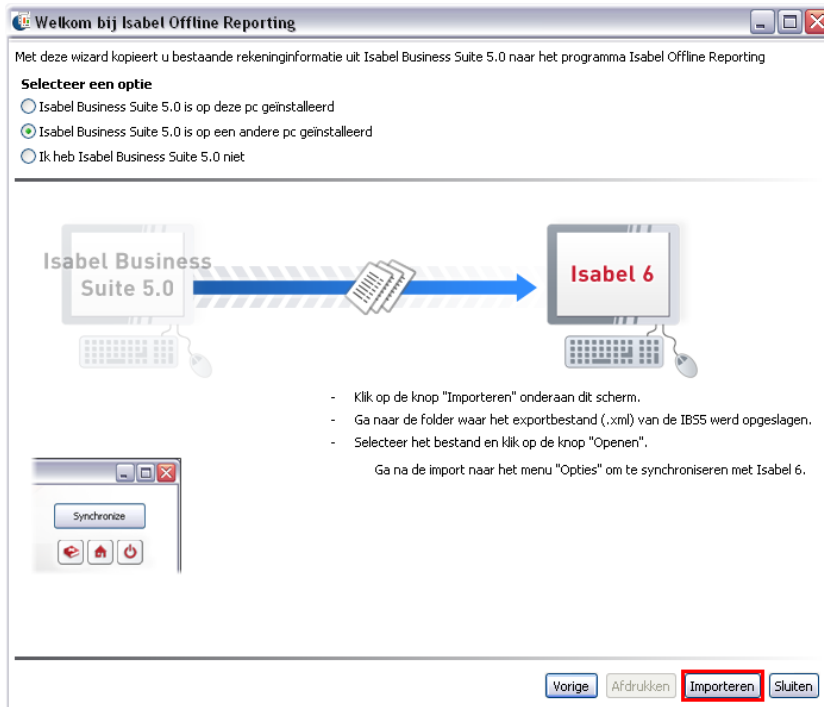 Welkom bij Isabel Offline Reporting
Met deze wizard kopieert u bestaande rekeninginformatie uit Isabel Business Suite 5.0 naar het programma Isabel Offline Reporting
Selecteer een optie
Isabel Business Suite 5.0 is op deze pc geïnstalleerd
Isabel Business Suite 5.0 is op een andere pc geïnstalleerd
Ik heb Isabel Business Suite 5.0 niet
Isabel Business
Suite 5.0
Isabel 6
- Klik op de knop "Importeren" onderaan dit scherm.
- Ga naar de folder waar het exportbestand (.xml) van de IBS5 werd opgeslagen.
- Selecteer het bestand en klik op de knop "Openen".
Ga na de import naar het menu "Opties" om te synchroniseren met Isabel 6.
Synchronize
Vorige Afdrukken Importeren Sluiten